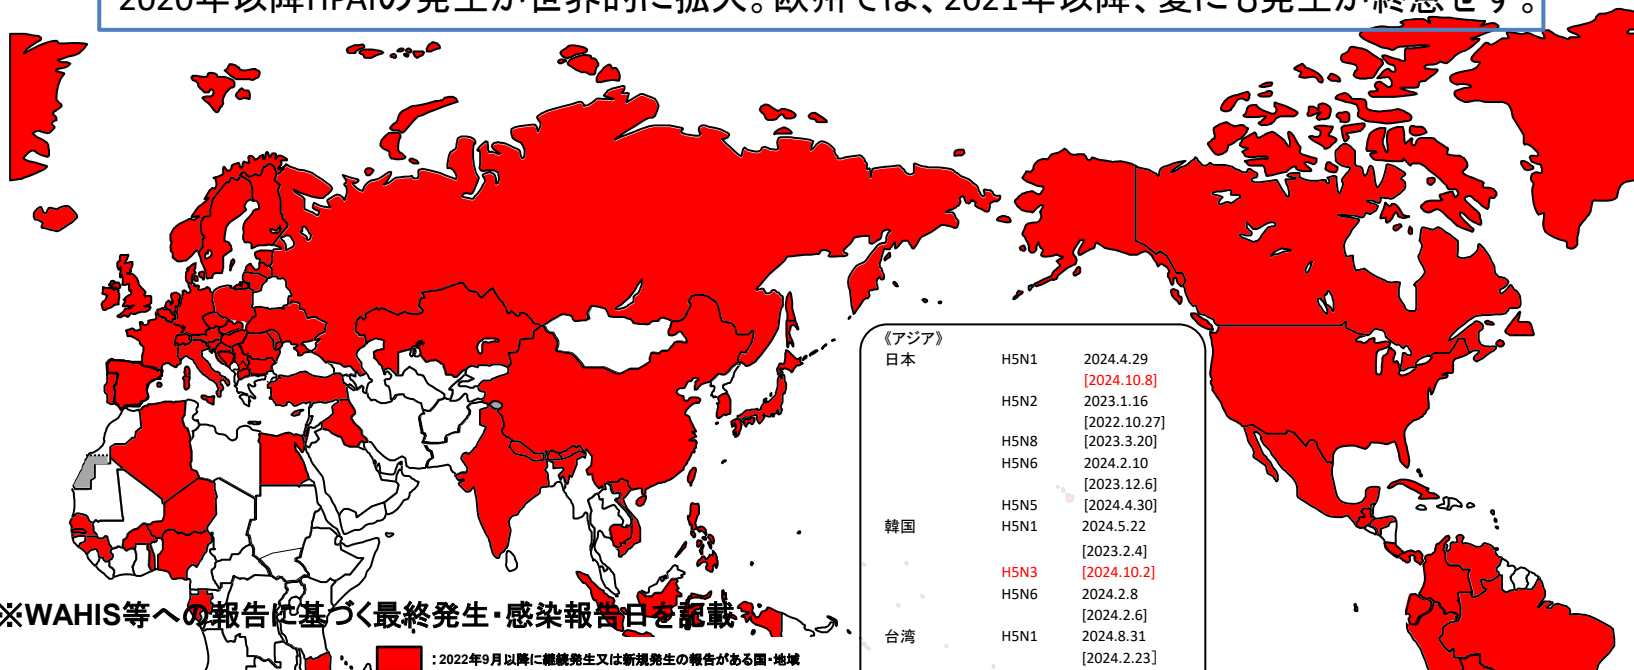 2020年以降HPAIの発生が世界的に拡大。欧州では、2021年以降、夏にも発生が終息せず。
《アジア》
日本 H5N1 2024.4.29
[2024.10.8]
H5N2 2023.1.16
[2022.10.27]
H5N8 [2023.3.20]
H5N6 2024.2.10
[2023.12.6]
H5N5 [2024.4.30]
韓国 H5N1 2024.5.22
[2023.2.4]
H5N3 [2024.10.2]
H5N6 2024.2.8
[2024.2.6]
台湾 H5N1 2024.8.31
[2024.2.23]
※WAHIS等への報告に基づく最終発生・感染報告日を記載
：2022年9月以降に継続発生又は新規発生の報告がある国・地域